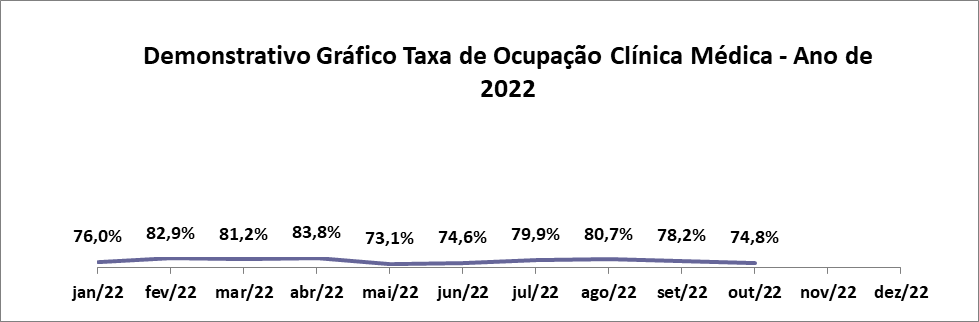 Demonstrativo Gráfico Taxa de Ocupação Clínica Médica - Ano de
2022
76,0% 82,9% 81,2% 83,8% 73,1% 74,6% 79,9% 80,7% 78,2% 74,8%
jan/22 fev/22 mar/22 abr/22 mai/22 jun/22 jul/22 ago/22 set/22 out/22 nov/22 dez/22